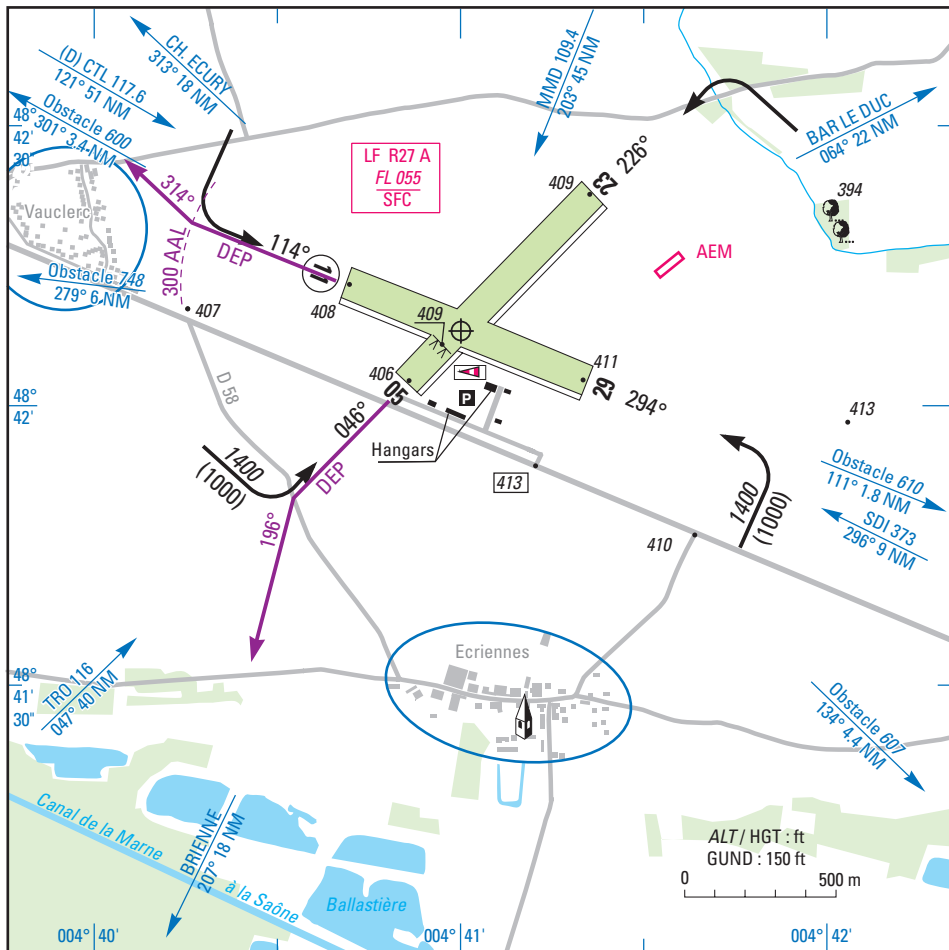 (D) CTL 117.6
121° 51 NM
CH. ECURY
313° 18 NM
MMD 109.4
203° 45 NM
BAR LE DUC
064° 22 NM
Obstacle 600
301° 3.4 NM
48°
42'
30"
LF R27 A
FL 055
SFC
409
23
226°
394
Vauclerc
314°
300 AAL
DEP
114°
11
AEM
Obstacle 748
279° 6 NM
407
408
409
411
29
294°
406
05
P
48°
42'
D 58
046°
DEP
Hangars
413
413
1400
(1000)
1400
(1000)
Obstacle 610
111° 1.8 NM
SDI 373
296° 9 NM
196°
410
Ecriennes
TRO 116
047° 40 NM
48°
41'
30"
Obstacle 607
134° 4.4 NM
Canal de la Marne
à la Saône
BRIENNE
207° 18 NM
Ballastière
ALT / HGT : ft
GUND : 150 ft
0 500 m
004° 40'
004° 41'
004° 42'